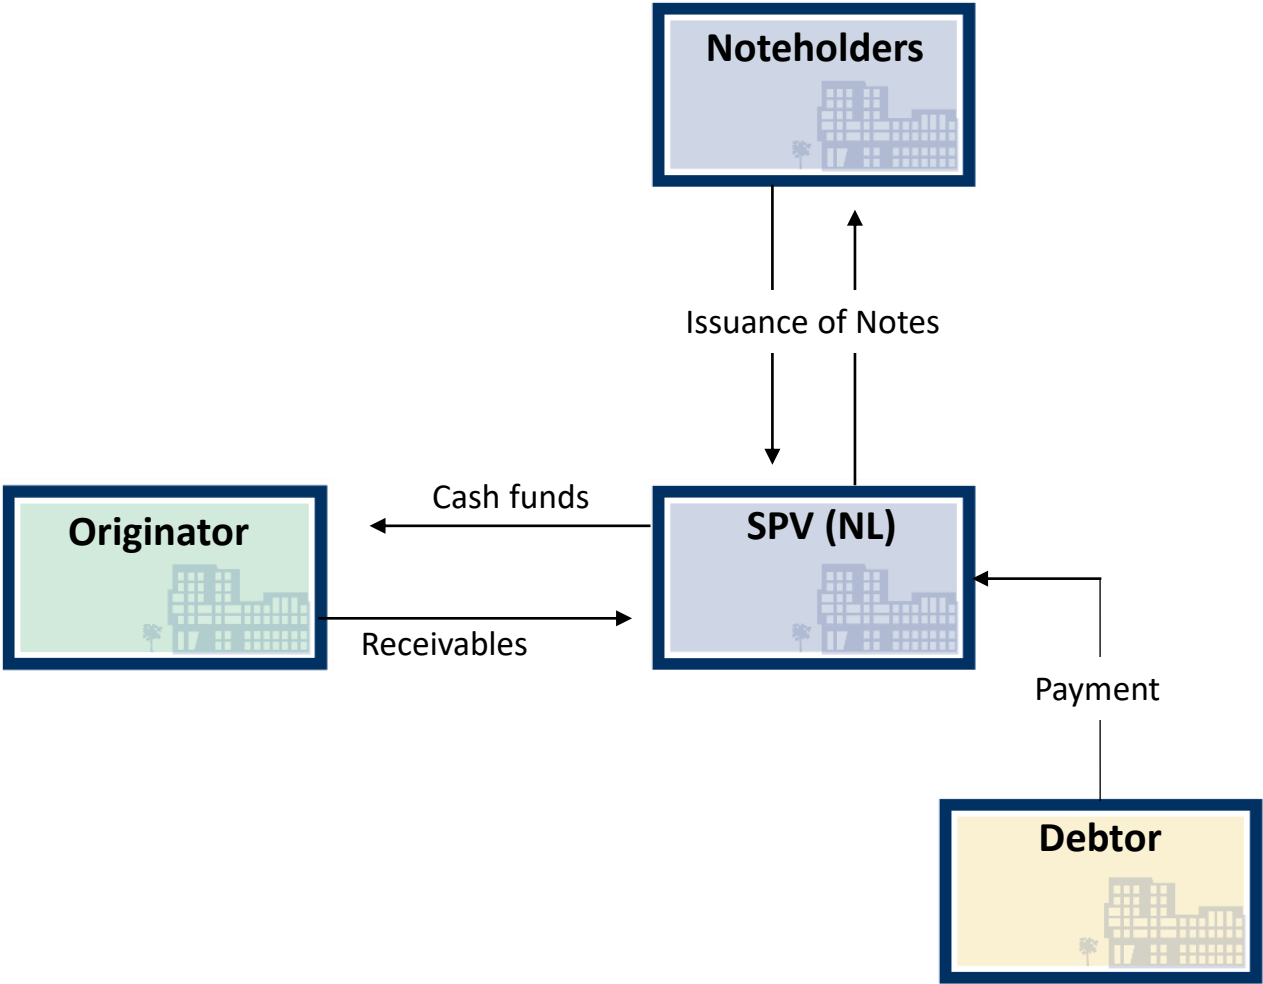 Noteholders
Issuance of Notes
Cash funds
Originator
SPV (NL)
Receivables
Payment
Debtor